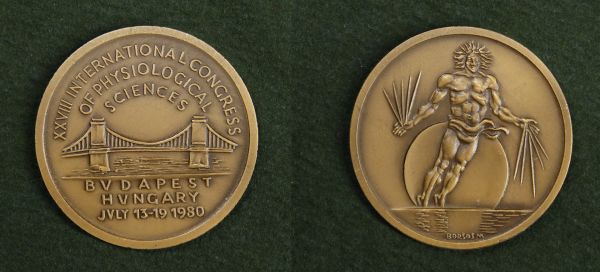 XXVIII INTERNATIONAL CONGRESS
OF PHYSIOLOGICAL
SCIENCES
BVDAPEST
HVNGARY
JVLY 13-19 1980
BORSOS M